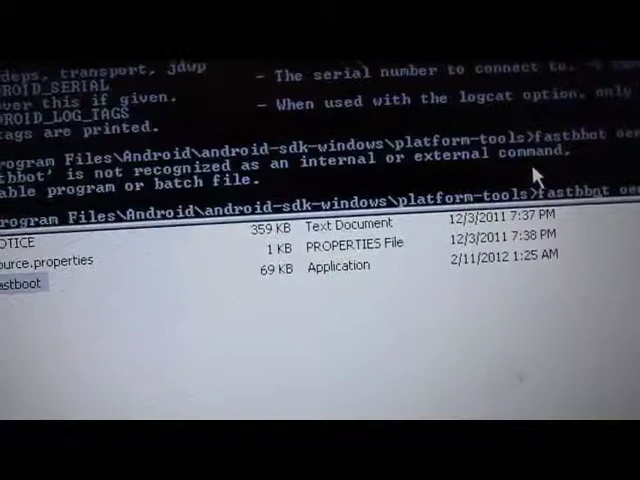 deps, transport, jdwp
ROID_SERIAL - The serial number to connect to. -s
ver this if given.
ROID_LOG_TAGS - When used with the logcat option, only
tags are printed.
rogram Files\Android\android-sdk-windows\platform-tools>fastbbot oem
tbbot' is not recognized as an internal or external command,
able program or batch file.
rogram Files\Android\android-sdk-windows\platform-tools>fastbbot oem
OTICE 359 KB Text Document 12/3/2011 7:37 PM
ource.properties 1 KB PROPERTIES File 12/3/2011 7:38 PM
astboot 69 KB Application 2/11/2012 1:25 AM